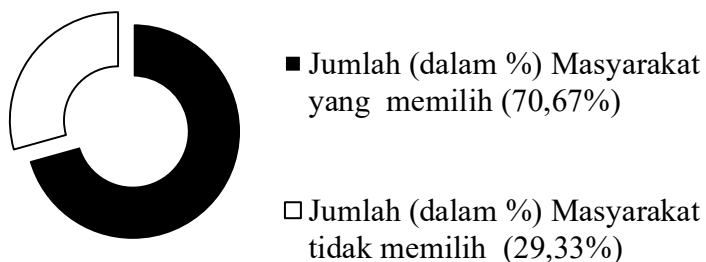 Jumlah (dalam %) Masyarakat
yang memilih (70,67%)
Jumlah (dalam %) Masyarakat
tidak memilih (29,33%)